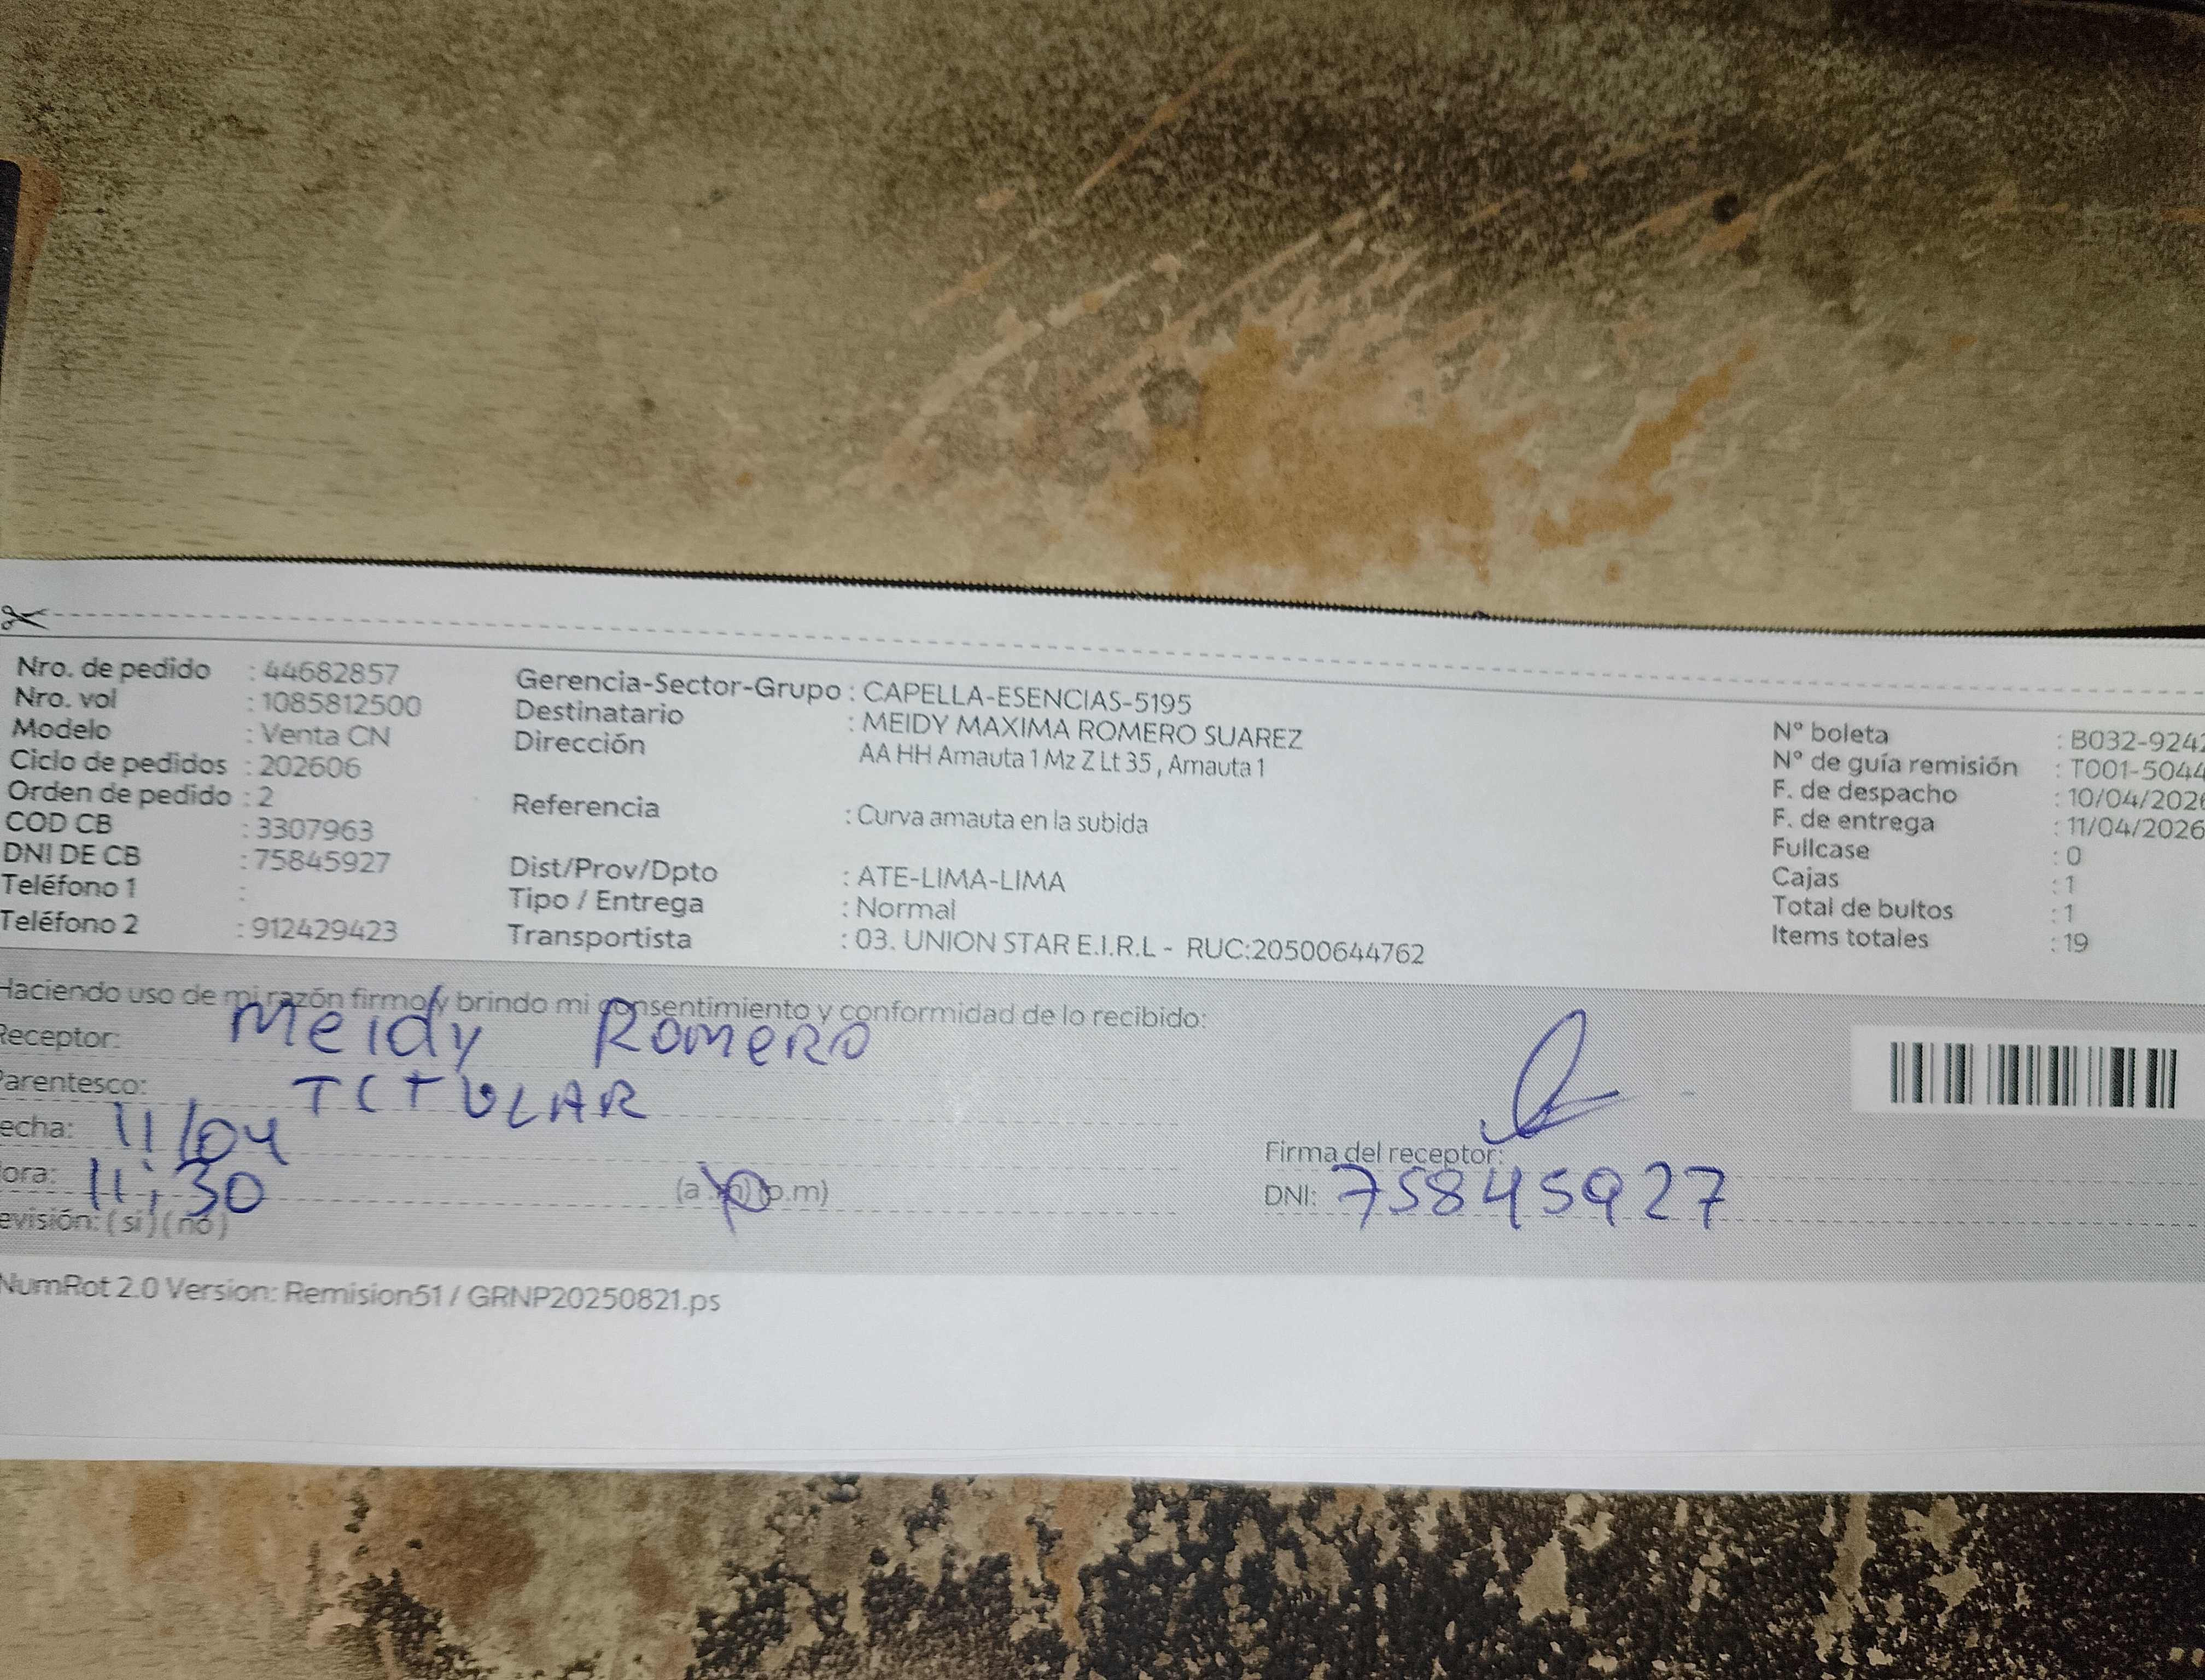 Nro. de pedido : 44682857
Nro. vol : 1085812500
Modelo : Venta CN
Ciclo de pedidos : 202606
Orden de pedido : 2
COD CB : 3307963
DNI DE CB : 75845927
Teléfono 1 :
Teléfono 2 : 912429423
Gerencia-Sector-Grupo : CAPELLA-ESENCIAS-5195
Destinatario : MEIDY MAXIMA ROMERO SUAREZ
Dirección AA HH Amauta 1 Mz Z Lt 35 , Amauta 1
Referencia : Curva amauta en la subida
Dist/Prov/Dpto : ATE-LIMA-LIMA
Tipo / Entrega : Normal
Transportista : 03. UNION STAR E.I.R.L - RUC:20500644762
Nº boleta : B032-924
Nº de guía remisión : T001-5044
F. de despacho : 10/04/202
F. de entrega : 11/04/2026
Fullcase : 0
Cajas : 1
Total de bultos : 1
Items totales : 19
Haciendo uso de mi razón firmo y brindo mi consentimiento y conformidad de lo recibido:
Receptor: Meidy Romero
Parentesco: TITULAR
echa: 11/04
ora: 11:30 (a.m) (p.m)
evisión: ( si ) ( no )
Firma del receptor:
DNI: 75845927
NumRot 2.0 Version: Remision51 / GRNP20250821.ps